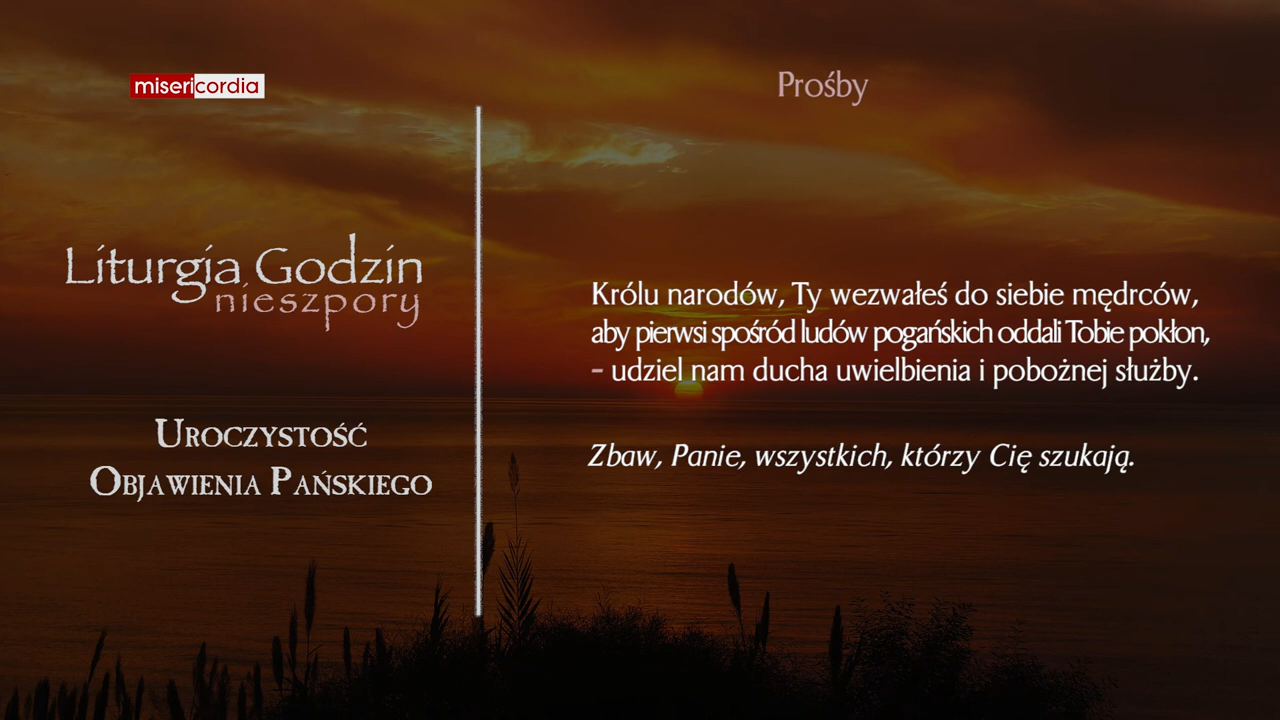 misericordia
Liturgia Godzin
nieszpory
Uroczystość
Objawienia Pańskiego
Prośby
Królu narodów, Ty wezwałeś do siebie mędrców,
aby pierwsi spośród ludów pogańskich oddali Tobie pokłon,
– udziel nam ducha uwielbienia i pobożnej służby.
Zbaw, Panie, wszystkich, którzy Cię szukają.